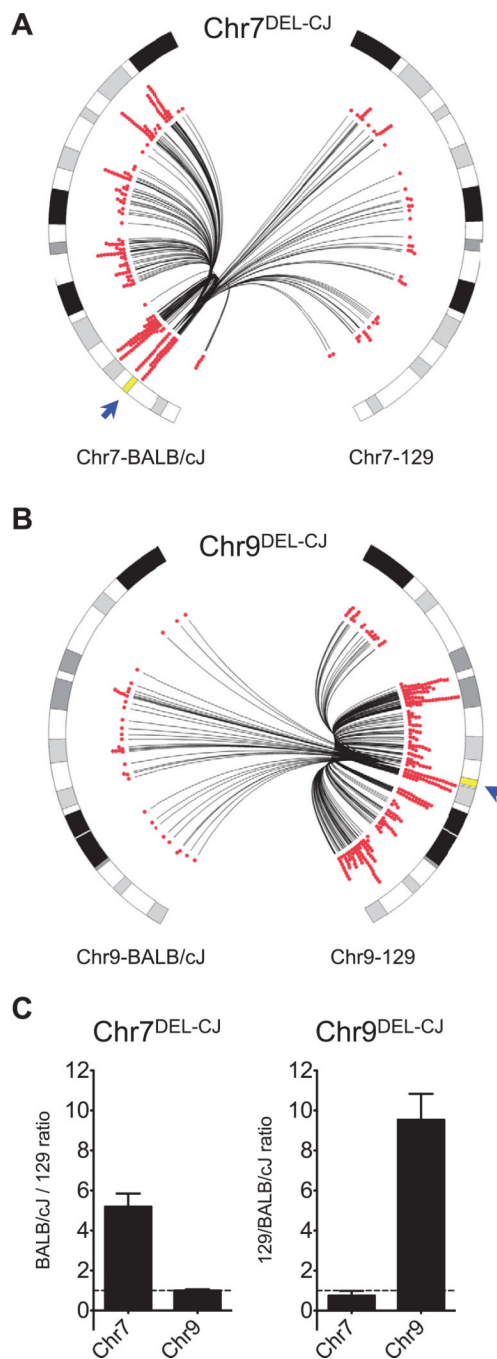 A
Chr7DEL-CJ
Chr7-BALB/cJ Chr7-129
B
Chr9DEL-CJ
Chr9-BALB/cJ Chr9-129
C
Chr7DEL-CJ Chr9DEL-CJ
BALB/cJ / 129 ratio
12
10
8
6
4
2
0
Chr7 Chr9
129/BALB/cJ ratio
12
10
8
6
4
2
0
Chr7 Chr9